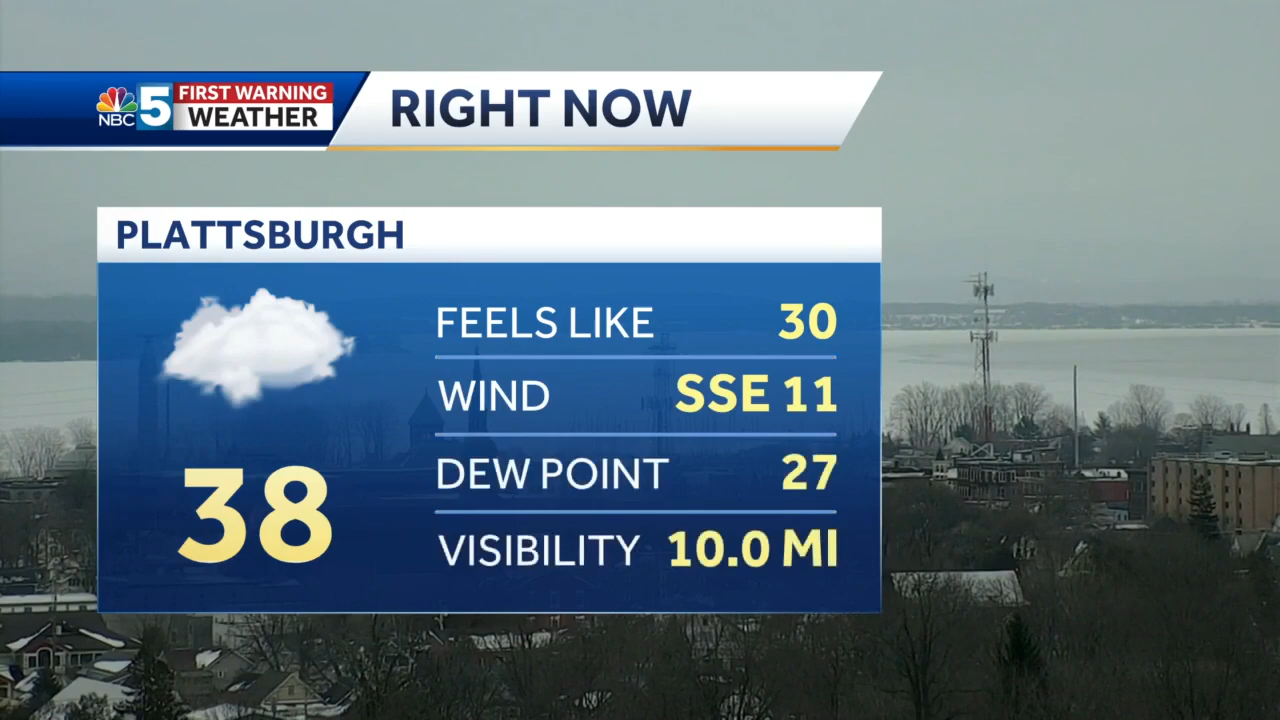 NBC 5 FIRST WARNING WEATHER
RIGHT NOW
PLATTSBURGH
FEELS LIKE 30
WIND SSE 11
38
DEW POINT 27
VISIBILITY 10.0 MI